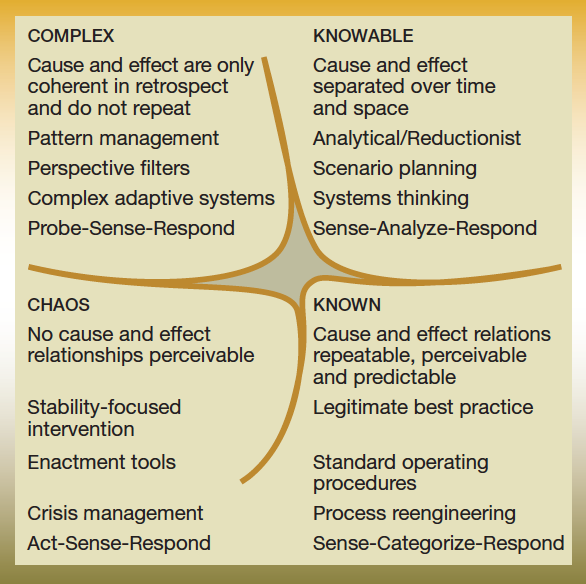 COMPLEX
Cause and effect are only
coherent in retrospect
and do not repeat
Pattern management
Perspective filters
Complex adaptive systems
Probe-Sense-Respond
KNOWABLE
Cause and effect
separated over time
and space
Analytical/Reductionist
Scenario planning
Systems thinking
Sense-Analyze-Respond
CHAOS
No cause and effect
relationships perceivable
Stability-focused
intervention
Enactment tools
Crisis management
Act-Sense-Respond
KNOWN
Cause and effect relations
repeatable, perceivable
and predictable
Legitimate best practice
Standard operating
procedures
Process reengineering
Sense-Categorize-Respond